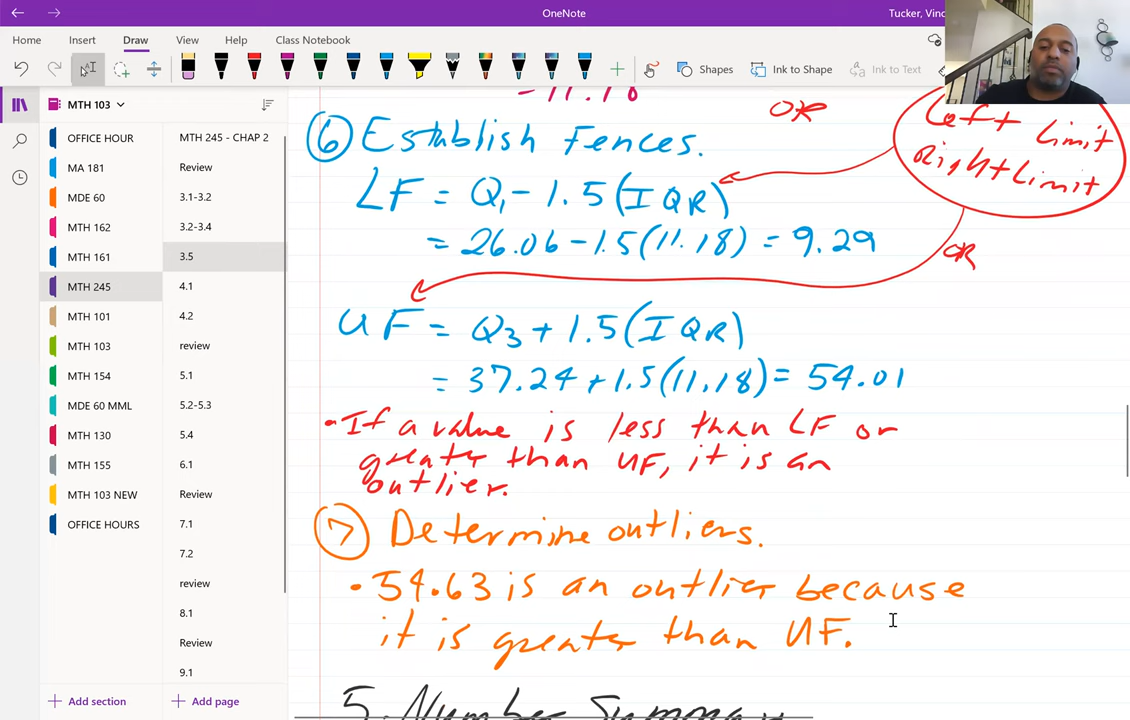 OneNote
Tucker, Vinc
Home Insert Draw View Help Class Notebook
Shapes Ink to Shape Ink to Text
MTH 103
OFFICE HOUR
MA 181
MDE 60
MTH 162
MTH 161
MTH 245
MTH 101
MTH 103
MTH 154
MDE 60 MML
MTH 130
MTH 155
MTH 103 NEW
OFFICE HOURS
Add section
MTH 245 - CHAP 2
Review
3.1-3.2
3.2-3.4
3.5
4.1
4.2
review
5.1
5.2-5.3
5.4
6.1
Review
7.1
7.2
review
8.1
Review
9.1
Add page
= 11.18
OR
Left Limit
Right Limit
6 Establish Fences.
LF = Q1 - 1.5 (IQR)
= 26.06 - 1.5(11.18) = 9.29
OR
UF = Q3 + 1.5 (IQR)
= 37.24 + 1.5(11.18) = 54.01
• If a value is less than LF or
greater than UF, it is an
outlier.
7 Determine outliers.
• 54.63 is an outlier because
it is greater than UF.
5. Number Summary